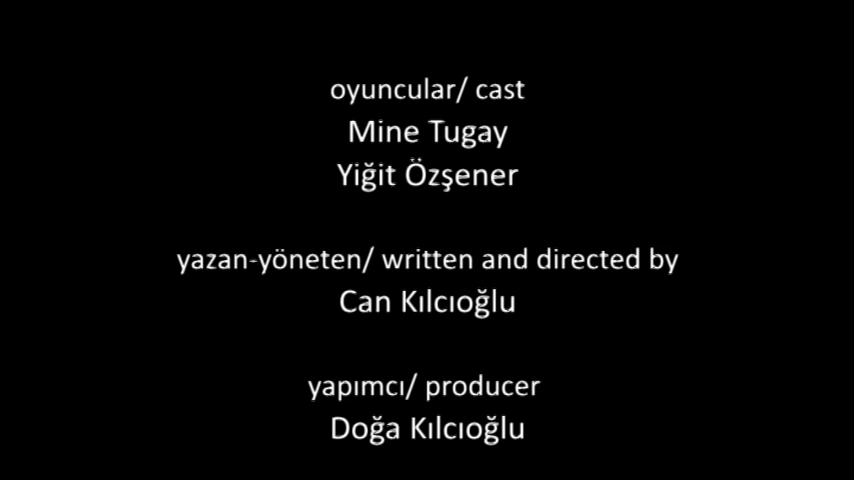 oyuncular/ cast
Mine Tugay
Yiğit Özşener
yazan-yöneten/ written and directed by
Can Kılcıoğlu
yapımcı/ producer
Doğa Kılcıoğlu